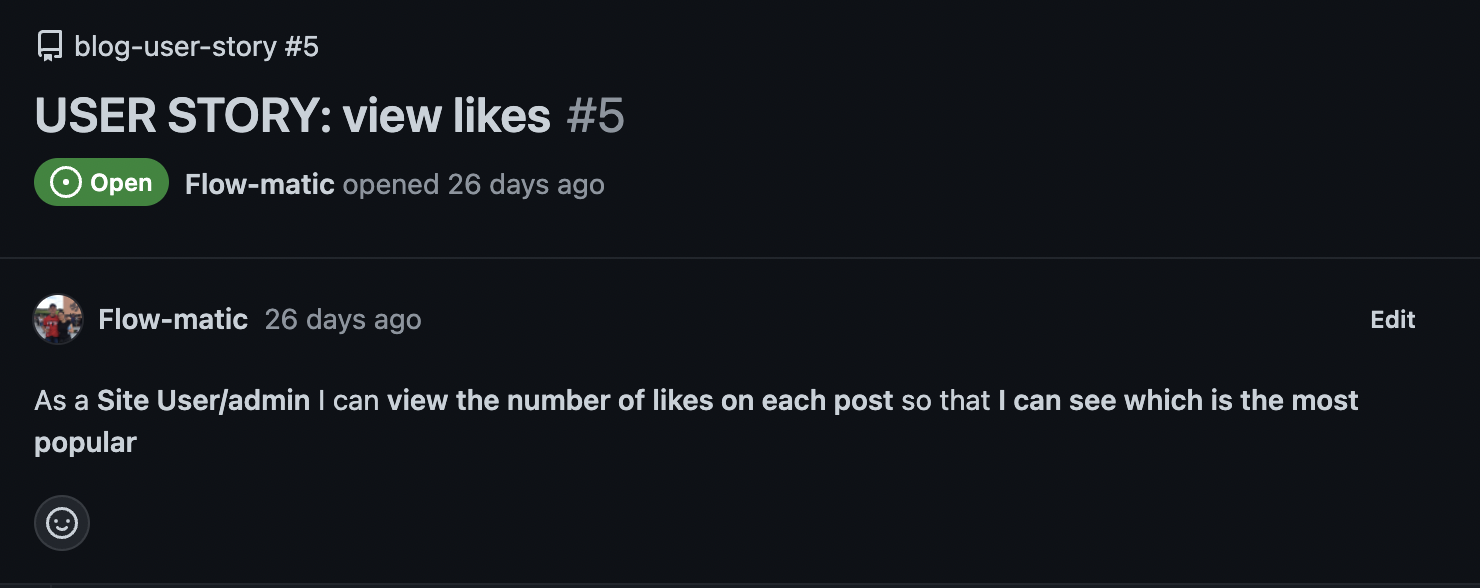 blog-user-story #5
USER STORY: view likes #5
Open Flow-matic opened 26 days ago
Flow-matic 26 days ago Edit
As a Site User/admin I can view the number of likes on each post so that I can see which is the most
popular